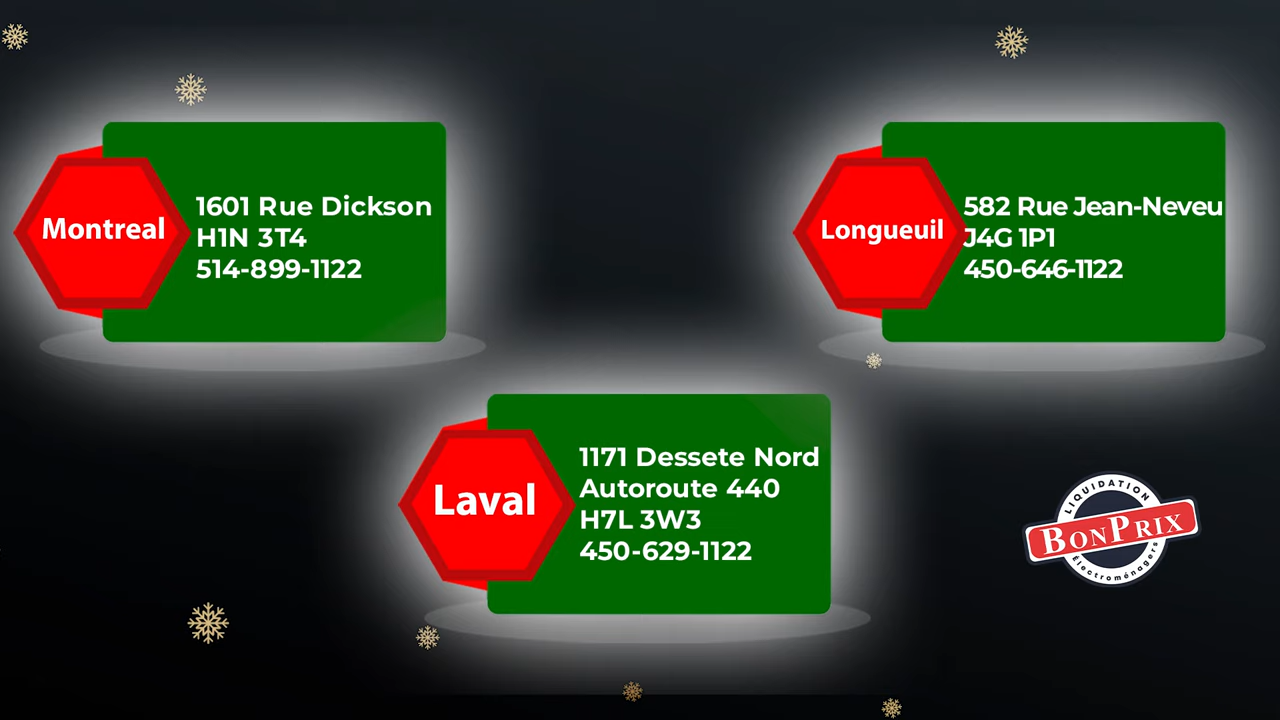 Montreal
1601 Rue Dickson
H1N 3T4
514-899-1122
Longueuil
582 Rue Jean-Neveu
J4G 1P1
450-646-1122
Laval
1171 Dessete Nord
Autoroute 440
H7L 3W3
450-629-1122
LIQUIDATION
BONPRIX
électroménagers